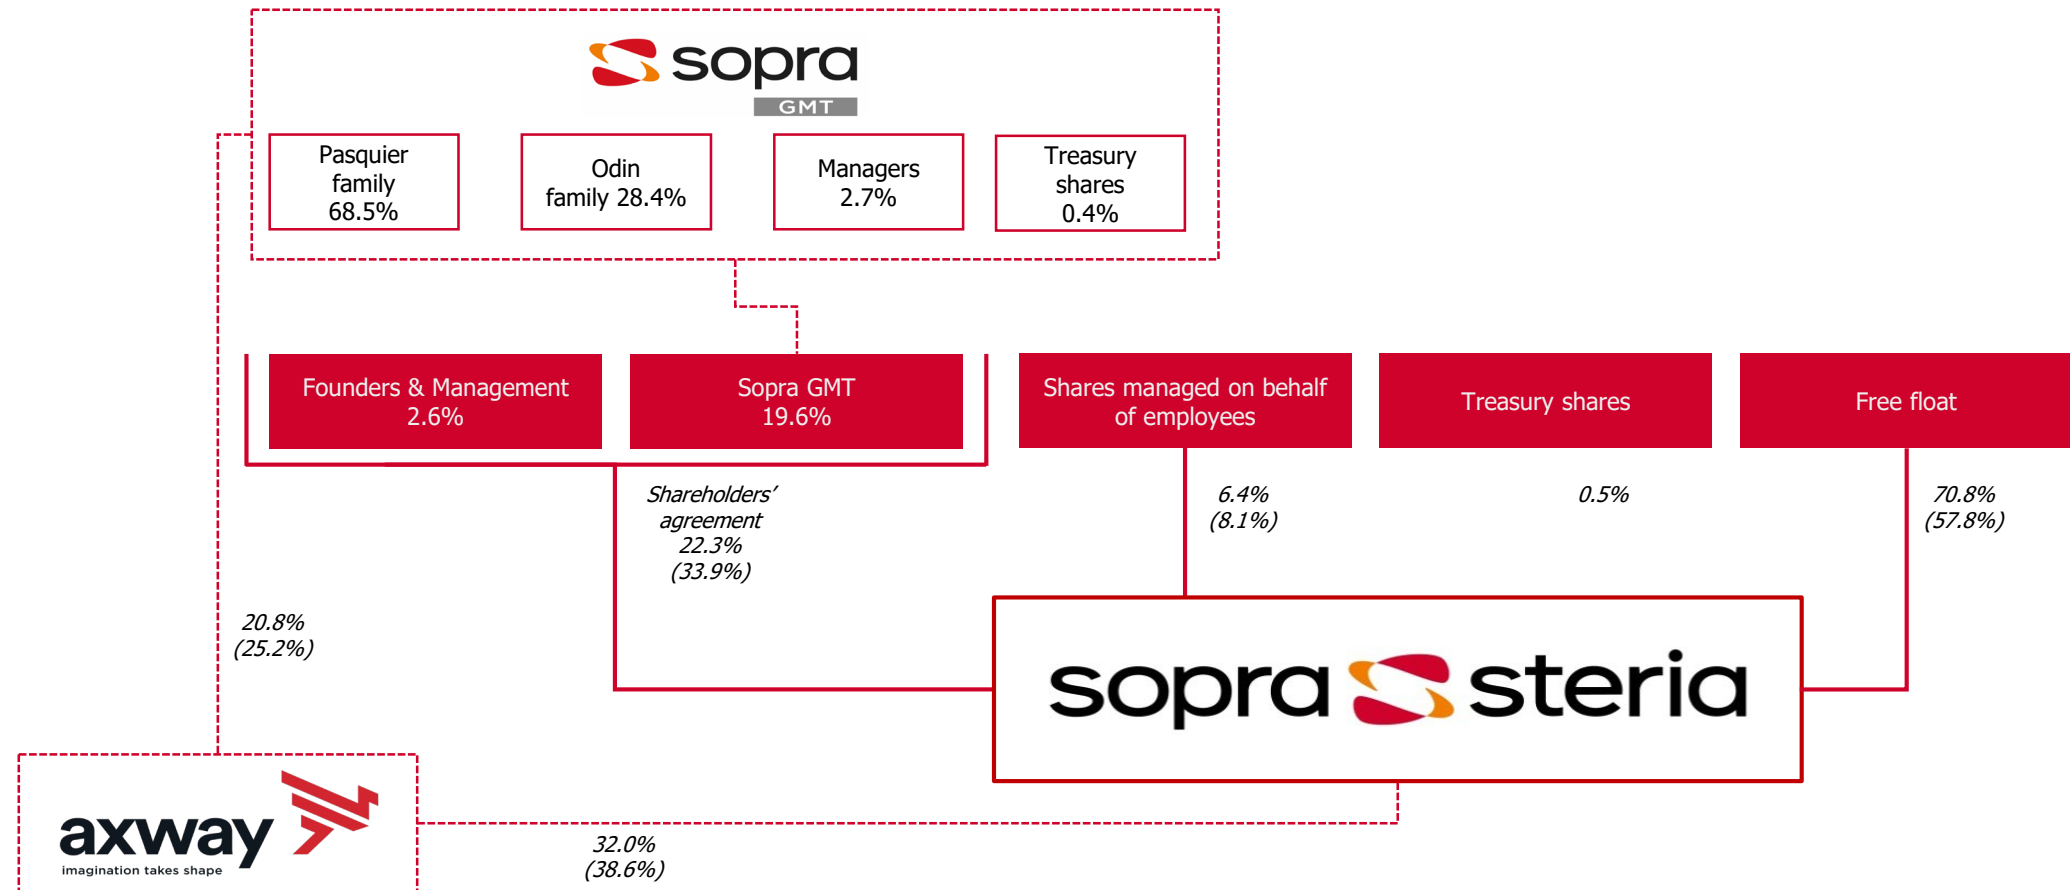 sopra
GMT
Pasquier
family
68.5%
Odin
family 28.4%
Managers
2.7%
Treasury
shares
0.4%
Founders & Management
2.6%
Sopra GMT
19.6%
Shares managed on behalf
of employees
Treasury shares
Free float
Shareholders’
agreement
22.3%
(33.9%)
6.4%
(8.1%)
0.5%
70.8%
(57.8%)
20.8%
(25.2%)
sopra steria
axway
imagination takes shape
32.0%
(38.6%)